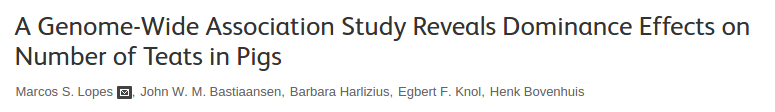 A Genome-Wide Association Study Reveals Dominance Effects on
Number of Teats in Pigs
Marcos S. Lopes , John W. M. Bastiaansen, Barbara Harlizius, Egbert F. Knol, Henk Bovenhuis